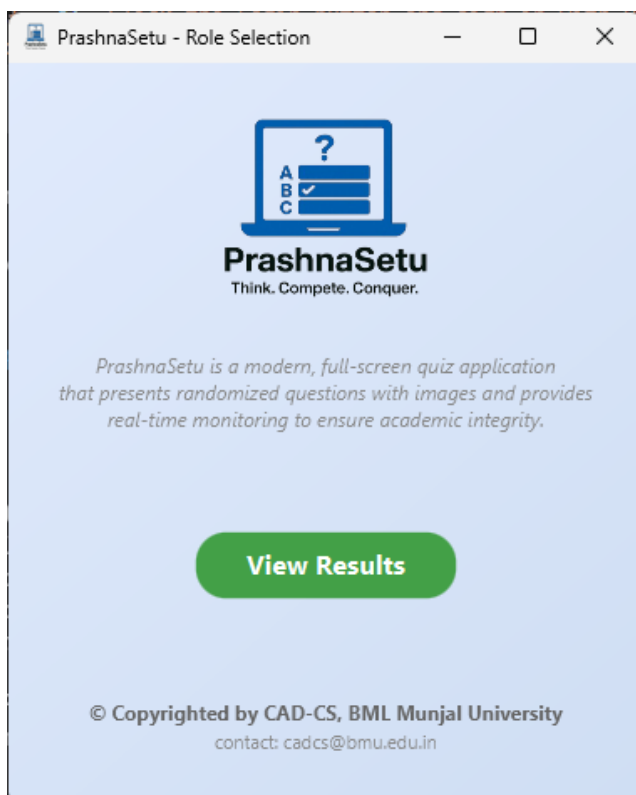 PrashnaSetu - Role Selection
?
A
B
C
PrashnaSetu
Think. Compete. Conquer.
PrashnaSetu is a modern, full-screen quiz application
that presents randomized questions with images and provides
real-time monitoring to ensure academic integrity.
View Results
© Copyrighted by CAD-CS, BML Munjal University
contact: cadcs@bmu.edu.in